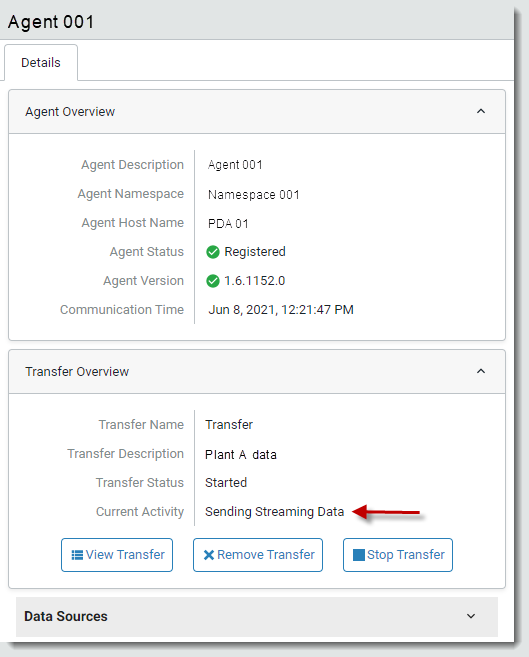 Agent 001
Details
Agent Overview
Agent Description Agent 001
Agent Namespace Namespace 001
Agent Host Name PDA 01
Agent Status Registered
Agent Version 1.6.1152.0
Communication Time Jun 8, 2021, 12:21:47 PM
Transfer Overview
Transfer Name Transfer
Transfer Description Plant A data
Transfer Status Started
Current Activity Sending Streaming Data
View Transfer Remove Transfer Stop Transfer
Data Sources